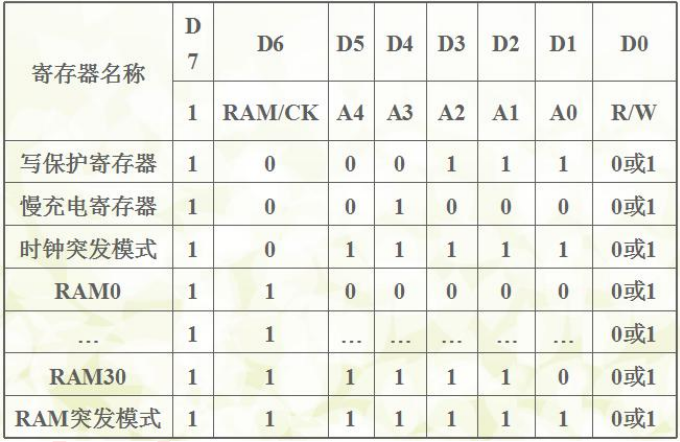 寄存器名称 D7 D6 D5 D4 D3 D2 D1 D0
1 RAM/CK A4 A3 A2 A1 A0 R/W
写保护寄存器 1 0 0 0 1 1 1 0或1
慢充电寄存器 1 0 0 1 0 0 0 0或1
时钟突发模式 1 0 1 1 1 1 1 0或1
RAM0 1 1 0 0 0 0 0 0或1
… 1 1 … … … … … 0或1
RAM30 1 1 1 1 1 1 0 0或1
RAM突发模式 1 1 1 1 1 1 1 0或1